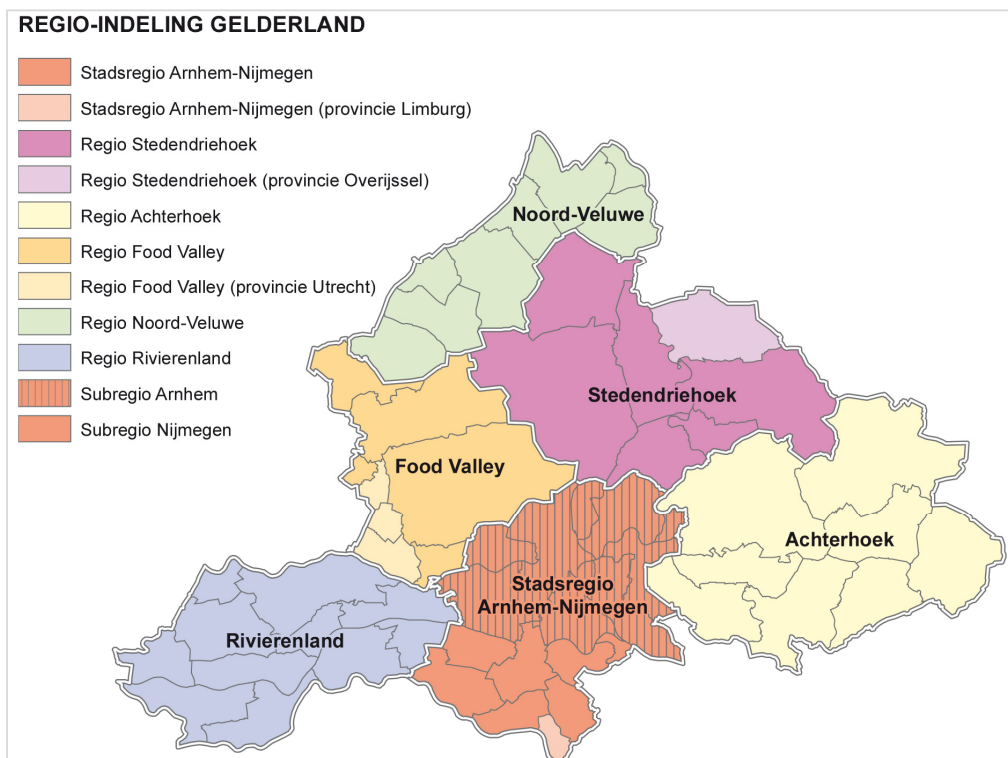 REGIO-INDELING GELDERLAND
Stadsregio Arnhem-Nijmegen
Stadsregio Arnhem-Nijmegen (provincie Limburg)
Regio Stedendriehoek
Regio Stedendriehoek (provincie Overijssel)
Regio Achterhoek
Regio Food Valley
Regio Food Valley (provincie Utrecht)
Regio Noord-Veluwe
Regio Rivierenland
Subregio Arnhem
Subregio Nijmegen
Noord-Veluwe
Stedendriehoek
Food Valley
Achterhoek
Stadsregio
Arnhem-Nijmegen
Rivierenland